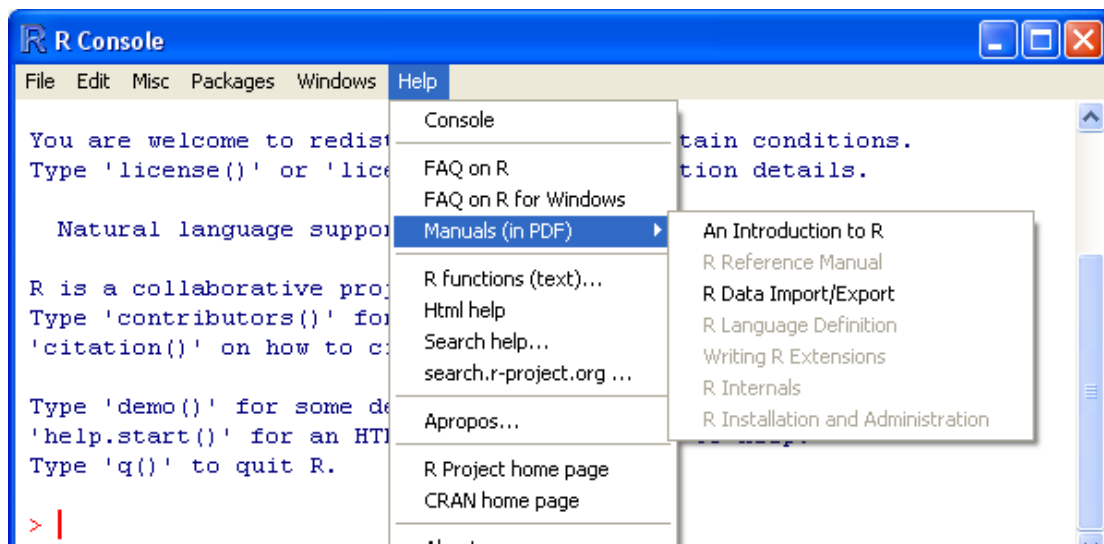 R Console
File Edit Misc Packages Windows Help
You are welcome to redist
tain conditions.
Type 'license()' or 'lice
tion details.
Natural language suppor
R is a collaborative proj
Type 'contributors()' for
'citation()' on how to c
Type 'demo()' for some de
'help.start()' for an HT
Type 'q()' to quit R.
>
Console
FAQ on R
FAQ on R for Windows
Manuals (in PDF)
R functions (text)...
Html help
Search help...
search.r-project.org ...
Apropos...
R Project home page
CRAN home page
An Introduction to R
R Reference Manual
R Data Import/Export
R Language Definition
Writing R Extensions
R Internals
R Installation and Administration